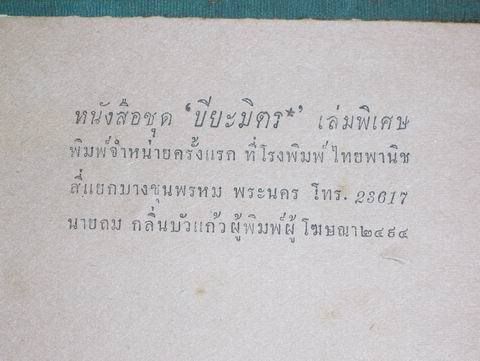 หนังสือชุด ‘บียะมิตร*’ เล่มพิเศษ
พิมพ์จำหน่ายครั้งแรก ที่โรงพิมพ์ไทยพานิช
สี่แยกบางขุนพรหม พระนคร โทร. 23617
นายถม กลิ่นบัวแก้ว ผู้พิมพ์ผู้โฆษณา ๒๔๙๔